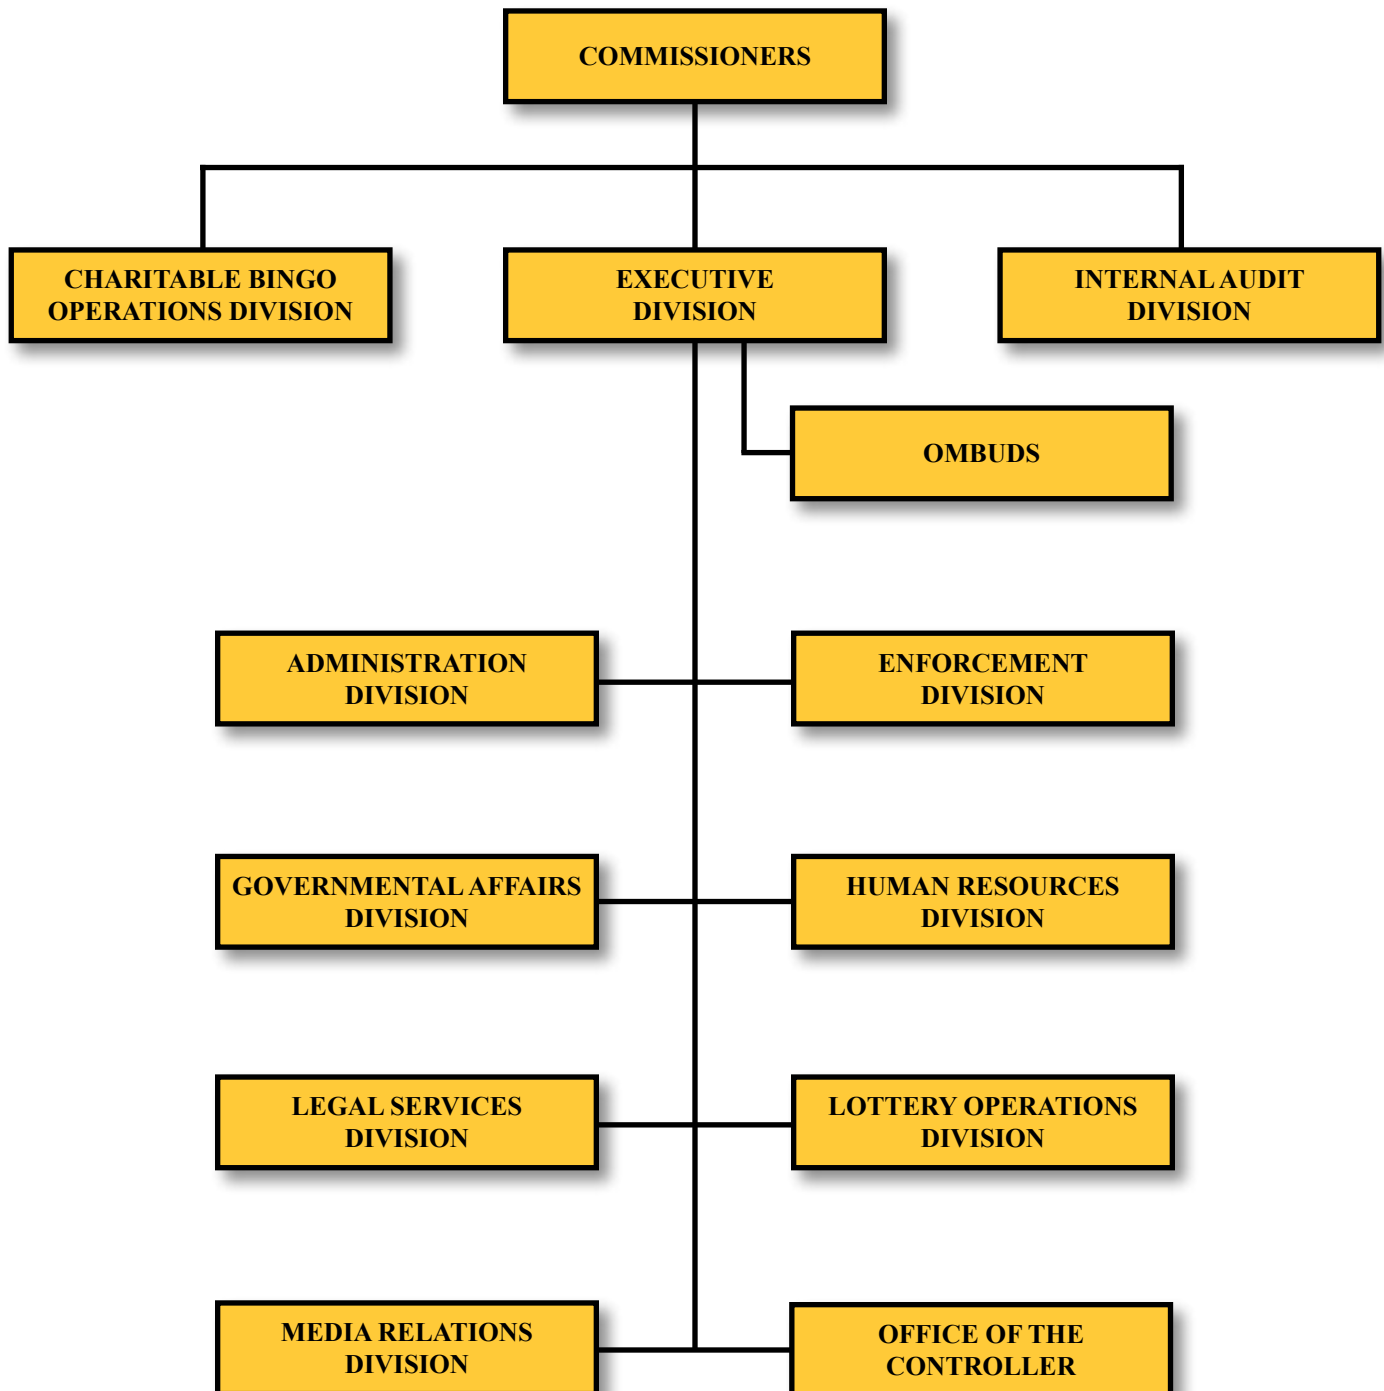 COMMISSIONERS
CHARITABLE BINGO
OPERATIONS DIVISION
EXECUTIVE
DIVISION
INTERNAL AUDIT
DIVISION
OMBUDS
ADMINISTRATION
DIVISION
ENFORCEMENT
DIVISION
GOVERNMENTAL AFFAIRS
DIVISION
HUMAN RESOURCES
DIVISION
LEGAL SERVICES
DIVISION
LOTTERY OPERATIONS
DIVISION
MEDIA RELATIONS
DIVISION
OFFICE OF THE
CONTROLLER